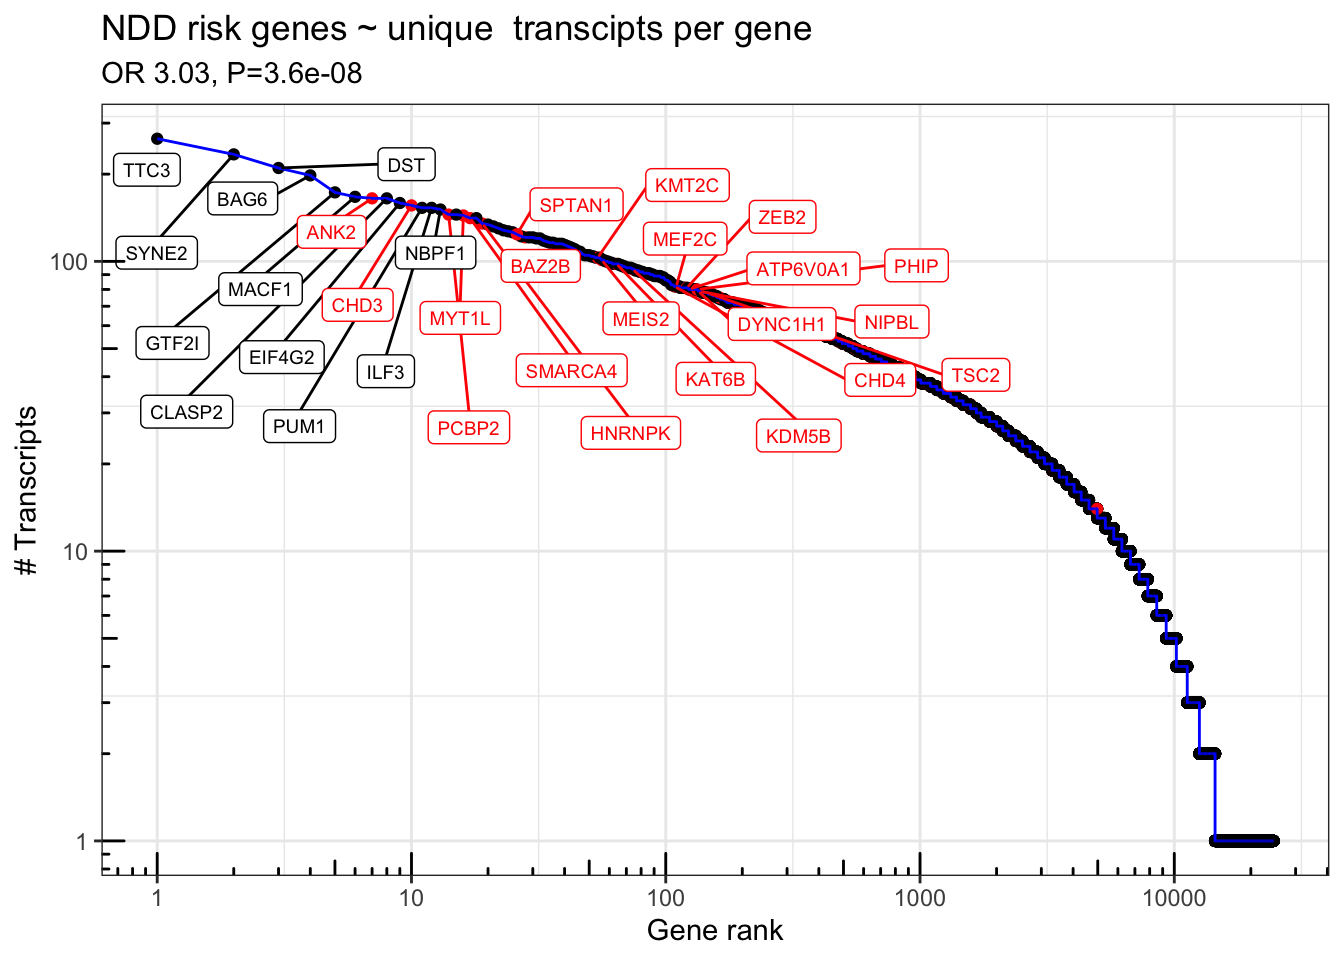 NDD risk genes ~ unique  transcipts per gene
OR 3.03, P=3.6e-08
# Transcripts
100
10
1
TTC3
DST
BAG6
SYNE2
ANK2
NBPF1
MACF1
CHD3
GTF2I
EIF4G2
ILF3
CLASP2
PUM1
KMT2C
SPTAN1
ZEB2
MEF2C
BAZ2B
ATP6V0A1
PHIP
MYT1L
MEIS2
DYNC1H1
NIPBL
SMARCA4
KAT6B
CHD4
TSC2
PCBP2
HNRNPK
KDM5B
1
10
100
1000
10000
Gene rank